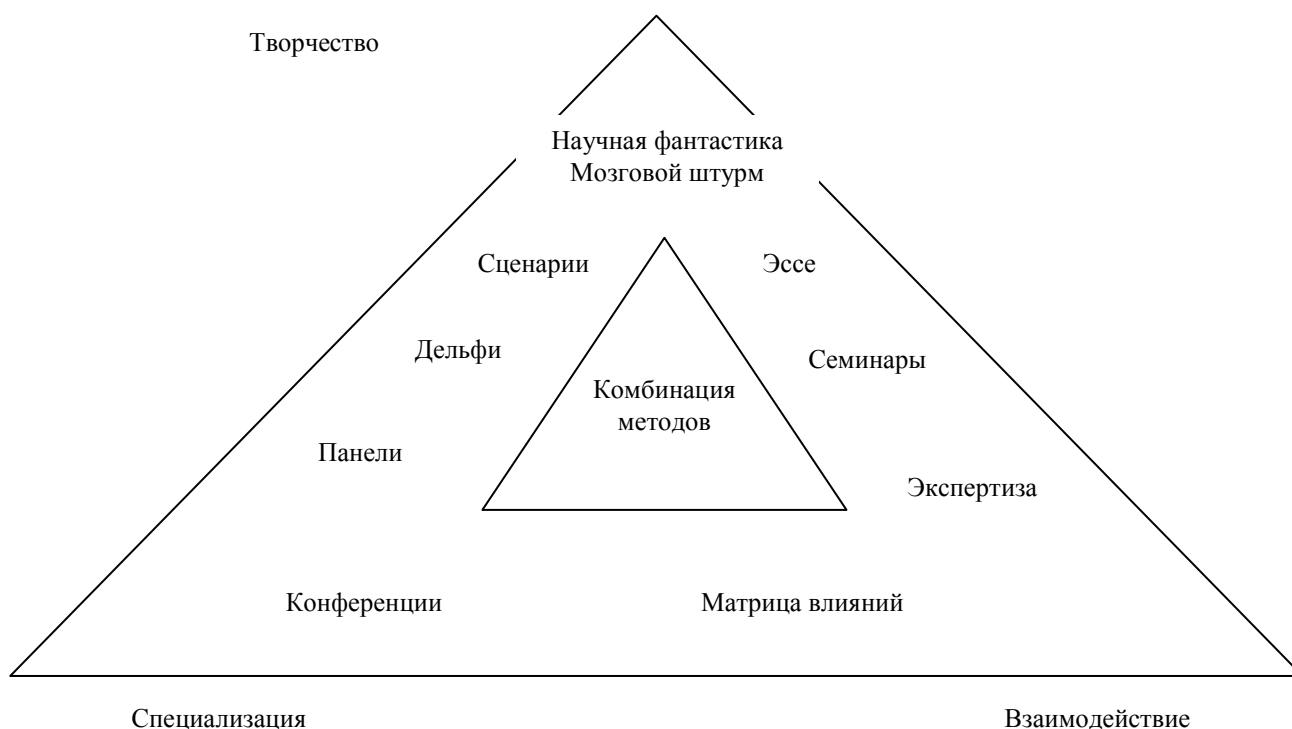 Творчество
Научная фантастика
Мозговой штурм
Сценарии
Эссе
Дельфи
Семинары
Комбинация
методов
Панели
Экспертиза
Конференции
Матрица влияний
Специализация
Взаимодействие